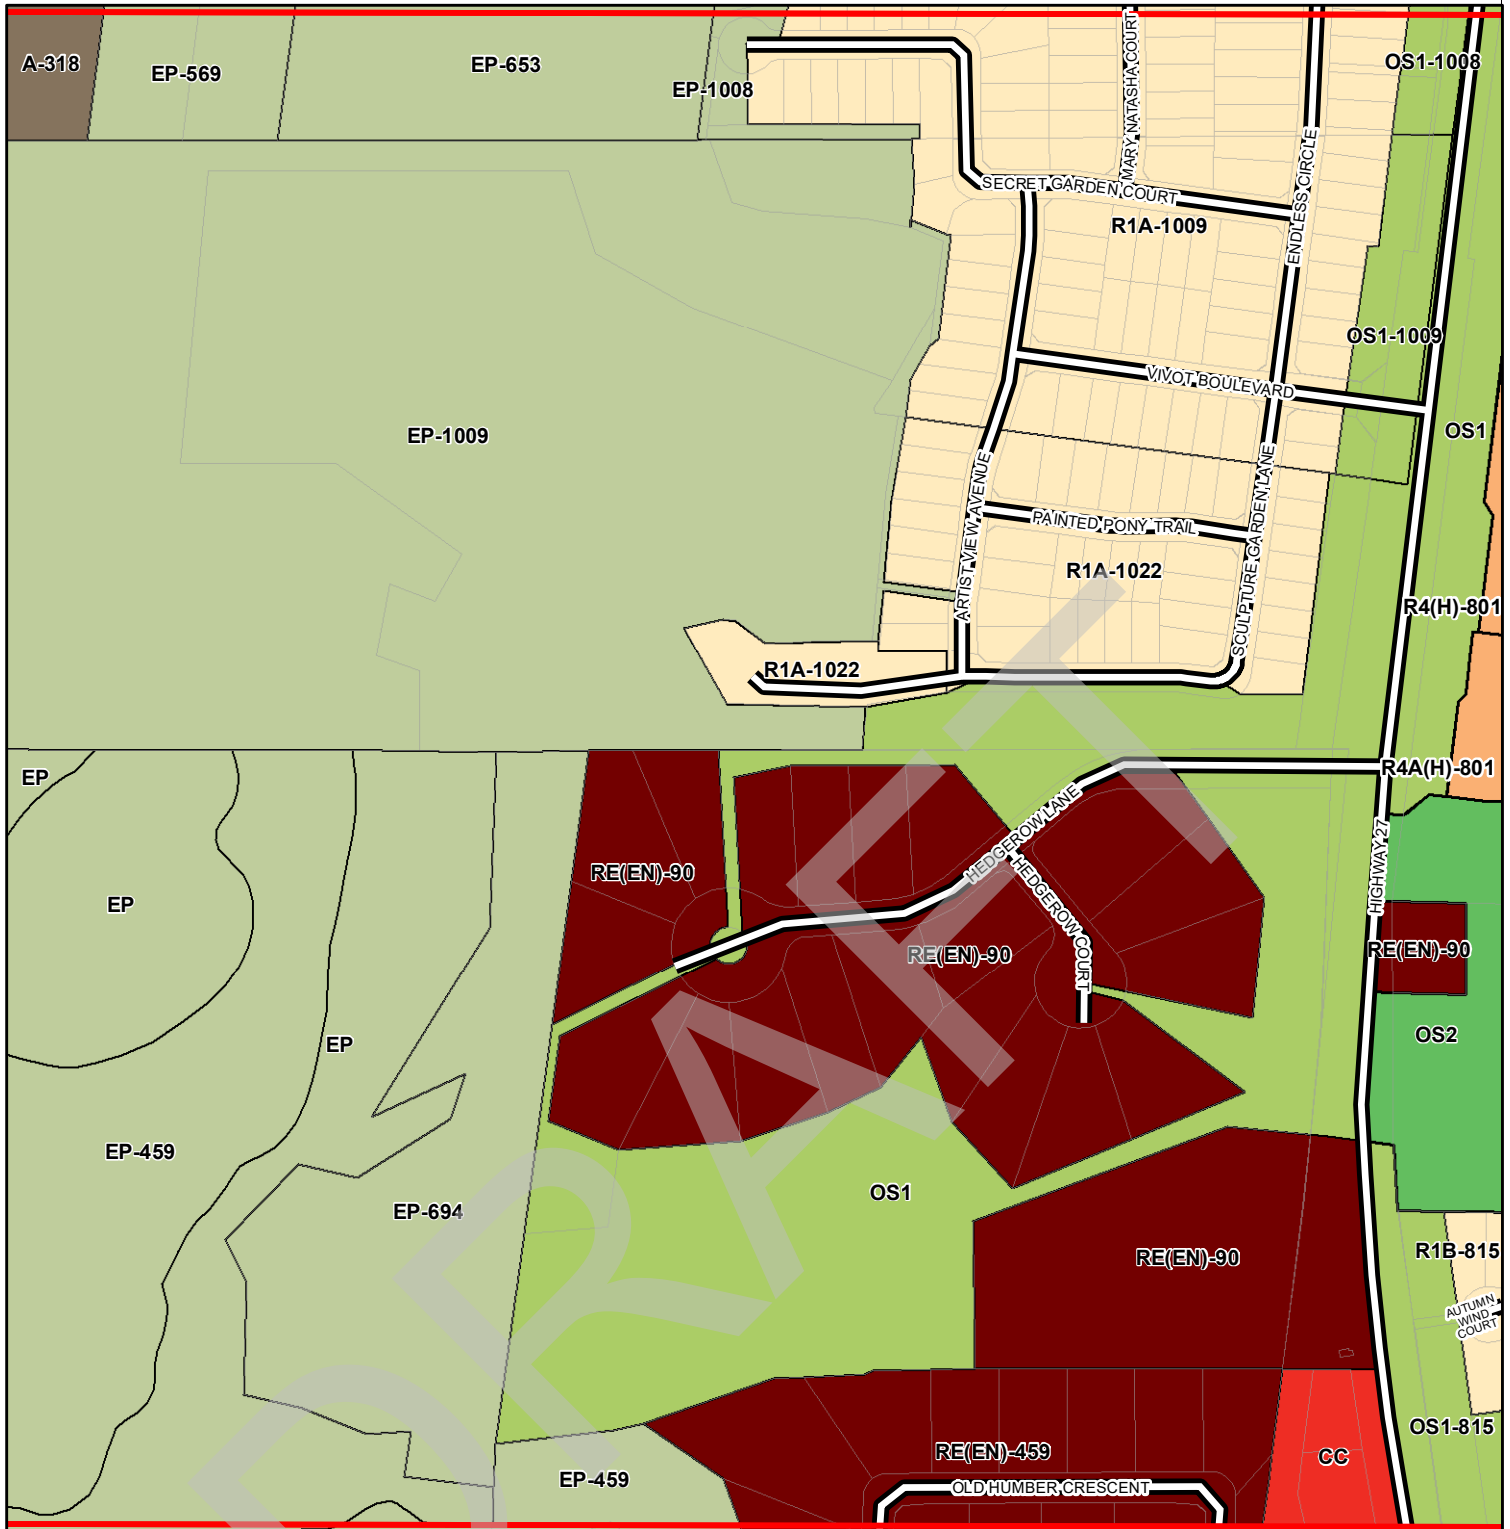 A-318
EP-569
EP-653
EP-1008
MARY NATASHA COURT
OS1-1008
SECRET GARDEN COURT
ENDLESS CIRCLE
R1A-1009
OS1-1009
VIVOT BOULEVARD
EP-1009
OS1
ARTIST VIEW AVENUE
PAINTED PONY TRAIL
SCULPTURE GARDEN LANE
R1A-1022
R4(H)-801
R1A-1022
EP
R4A(H)-801
HEDGEROW LANE
HIGHWAY 27
RE(EN)-90
EP
HEDGEROW COURT
RE(EN)-90
RE(EN)-90
EP
OS2
EP-459
OS1
EP-694
RE(EN)-90
R1B-815
AUTUMN
WIND
COURT
OS1-815
RE(EN)-459
CC
EP-459
OLD HUMBER CRESCENT
DRAFT